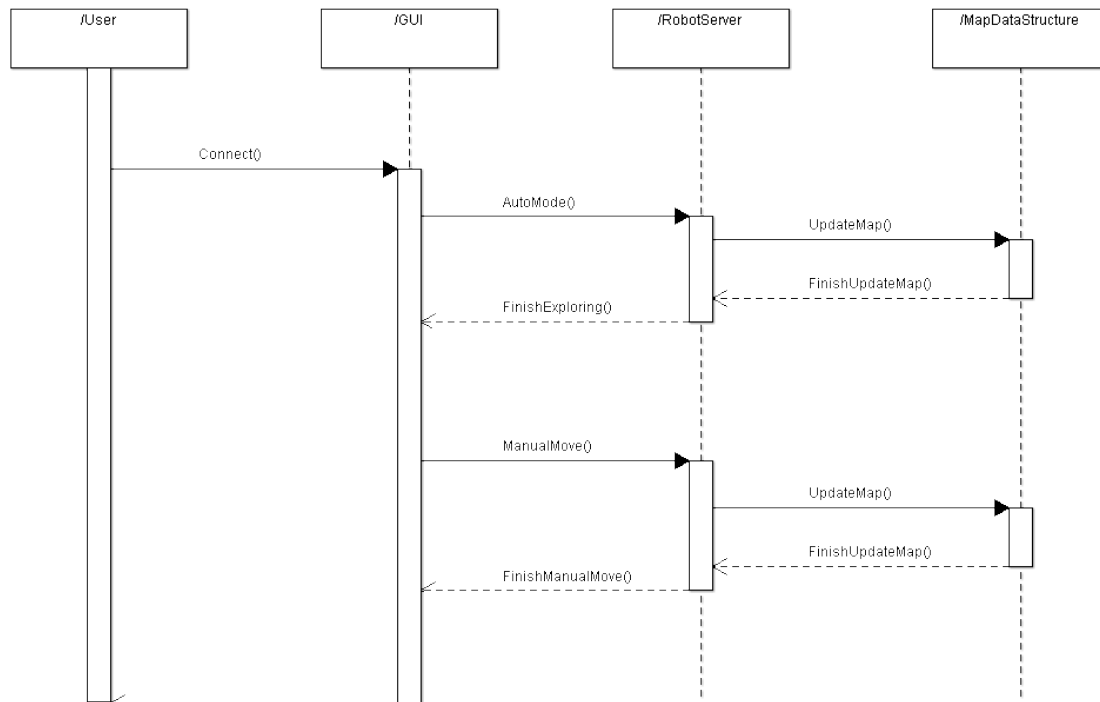 /User
/GUI
/RobotServer
/MapDataStructure
Connect()
AutoMode()
UpdateMap()
FinishUpdateMap()
FinishExploring()
ManualMove()
UpdateMap()
FinishUpdateMap()
FinishManualMove()